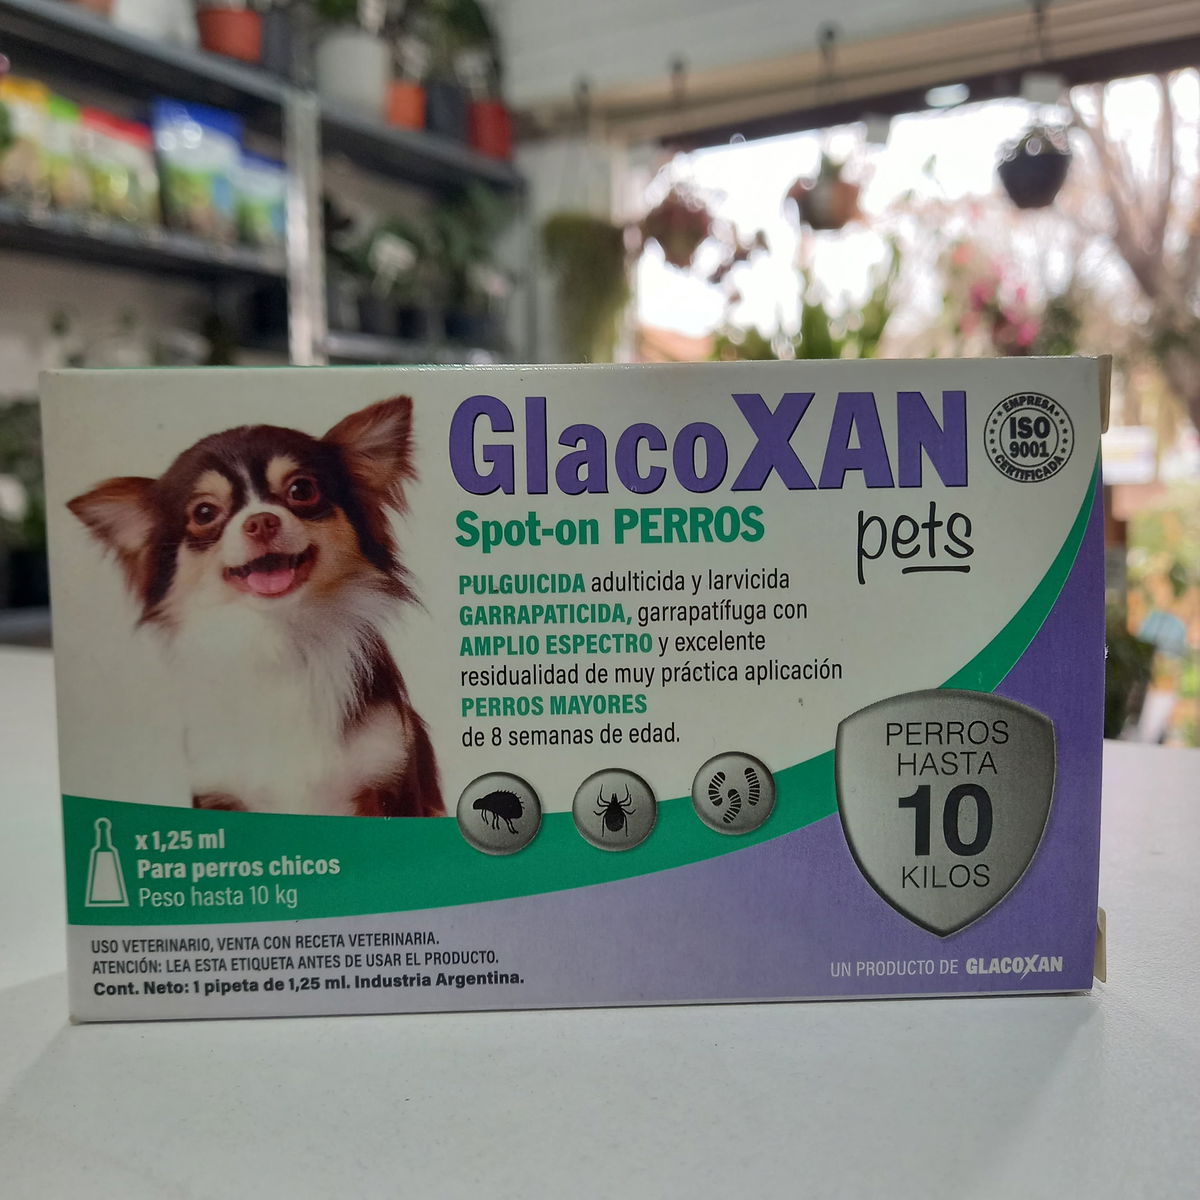 GlacoXAN
EMPRESA
ISO
9001
CERTIFICADA
Spot-on PERROS
pets
PULGUICIDA adulticida y larvicida
GARRAPATICIDA, garrapatífuga con
AMPLIO ESPECTRO y excelente
residualidad de muy práctica aplicación
PERROS MAYORES
de 8 semanas de edad.
PERROS
HASTA
10
KILOS
x 1,25 ml
Para perros chicos
Peso hasta 10 kg
USO VETERINARIO, VENTA CON RECETA VETERINARIA.
ATENCIÓN: LEA ESTA ETIQUETA ANTES DE USAR EL PRODUCTO.
Cont. Neto: 1 pipeta de 1,25 ml. Industria Argentina.
UN PRODUCTO DE GLACOXAN